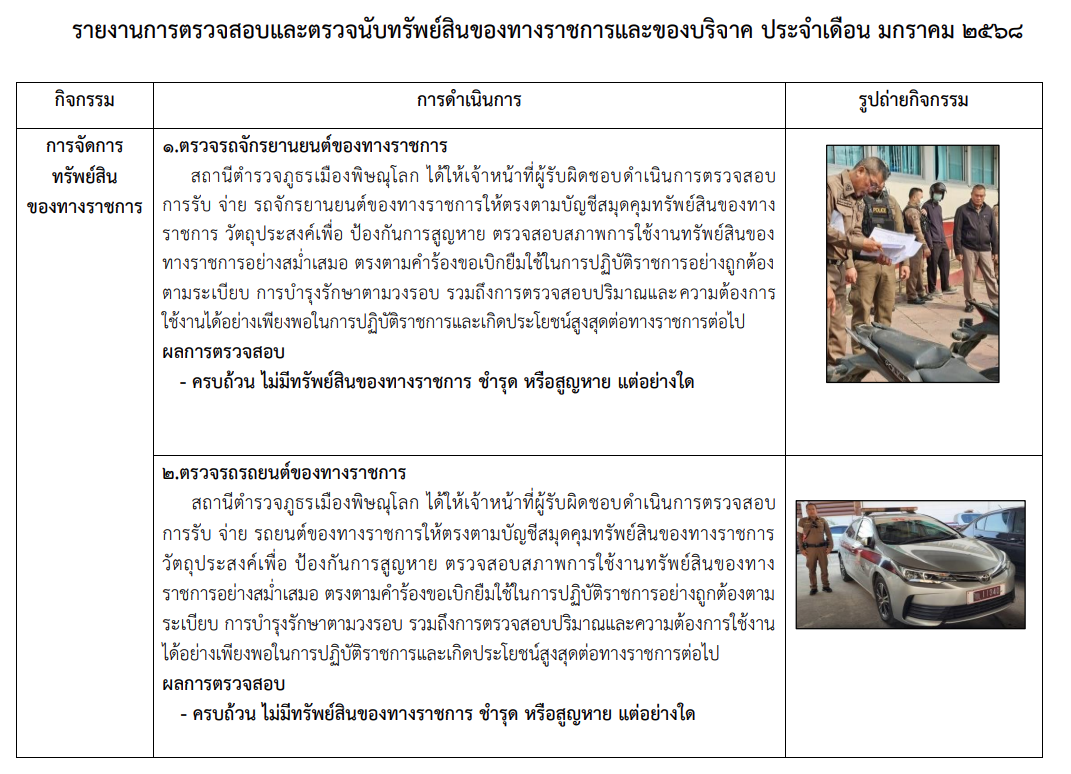 รายงานการตรวจสอบและตรวจนับทรัพย์สินของทางราชการและของบริจาค ประจำเดือน มกราคม ๒๕๖๘
กิจกรรม
การดำเนินการ
รูปถ่ายกิจกรรม
การจัดการ
ทรัพย์สิน
ของทางราชการ
๑.ตรวจรถจักรยานยนต์ของทางราชการ
สถานีตำรวจภูธรเมืองพิษณุโลก ได้ให้เจ้าหน้าที่ผู้รับผิดชอบดำเนินการตรวจสอบ
การรับ จ่าย รถจักรยานยนต์ของทางราชการให้ตรงตามบัญชีสมุดคุมทรัพย์สินของทาง
ราชการ วัตถุประสงค์เพื่อ ป้องกันการสูญหาย ตรวจสอบสภาพการใช้งานทรัพย์สินของ
ทางราชการอย่างสม่ำเสมอ ตรงตามคำร้องขอเบิกยืมใช้ในการปฏิบัติราชการอย่างถูกต้อง
ตามระเบียบ การบำรุงรักษาตามวงรอบ รวมถึงการตรวจสอบปริมาณและความต้องการ
ใช้งานได้อย่างเพียงพอในการปฏิบัติราชการและเกิดประโยชน์สูงสุดต่อทางราชการต่อไป
ผลการตรวจสอบ
- ครบถ้วน ไม่มีทรัพย์สินของทางราชการ ชำรุด หรือสูญหาย แต่อย่างใด
POLICE
๒.ตรวจรถรถยนต์ของทางราชการ
สถานีตำรวจภูธรเมืองพิษณุโลก ได้ให้เจ้าหน้าที่ผู้รับผิดชอบดำเนินการตรวจสอบ
การรับ จ่าย รถยนต์ของทางราชการให้ตรงตามบัญชีสมุดคุมทรัพย์สินของทางราชการ
วัตถุประสงค์เพื่อ ป้องกันการสูญหาย ตรวจสอบสภาพการใช้งานทรัพย์สินของทาง
ราชการอย่างสม่ำเสมอ ตรงตามคำร้องขอเบิกยืมใช้ในการปฏิบัติราชการอย่างถูกต้องตาม
ระเบียบ การบำรุงรักษาตามวงรอบ รวมถึงการตรวจสอบปริมาณและความต้องการใช้งาน
ได้อย่างเพียงพอในการปฏิบัติราชการและเกิดประโยชน์สูงสุดต่อทางราชการต่อไป
ผลการตรวจสอบ
- ครบถ้วน ไม่มีทรัพย์สินของทางราชการ ชำรุด หรือสูญหาย แต่อย่างใด